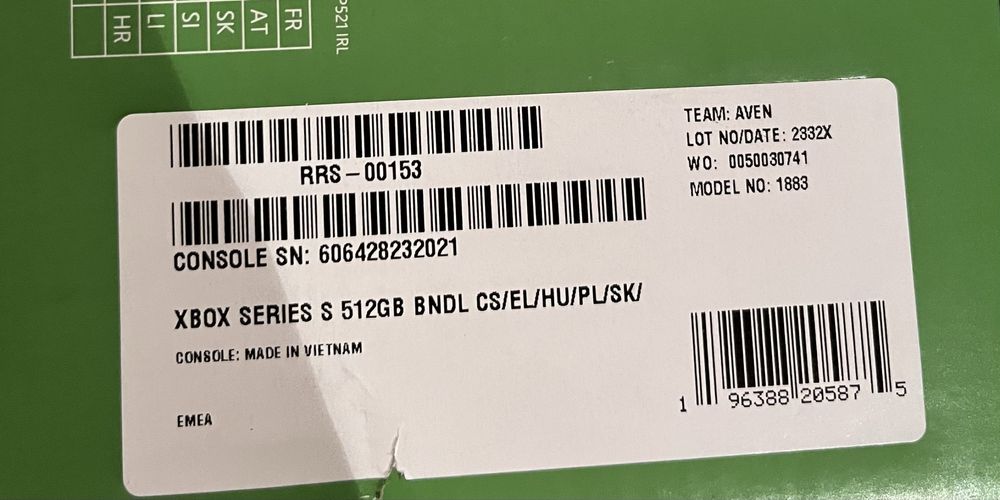 FR
AT
SK
SI
LI
HR
P521 IRL
RRS-00153
CONSOLE SN: 606428232021
XBOX SERIES S 512GB BNDL CS/EL/HU/PL/SK/
CONSOLE: MADE IN VIETNAM
EMEA
TEAM: AVEN
LOT NO/DATE: 2332X
WO: 0050030741
MODEL NO: 1883
1 96388 20587 5